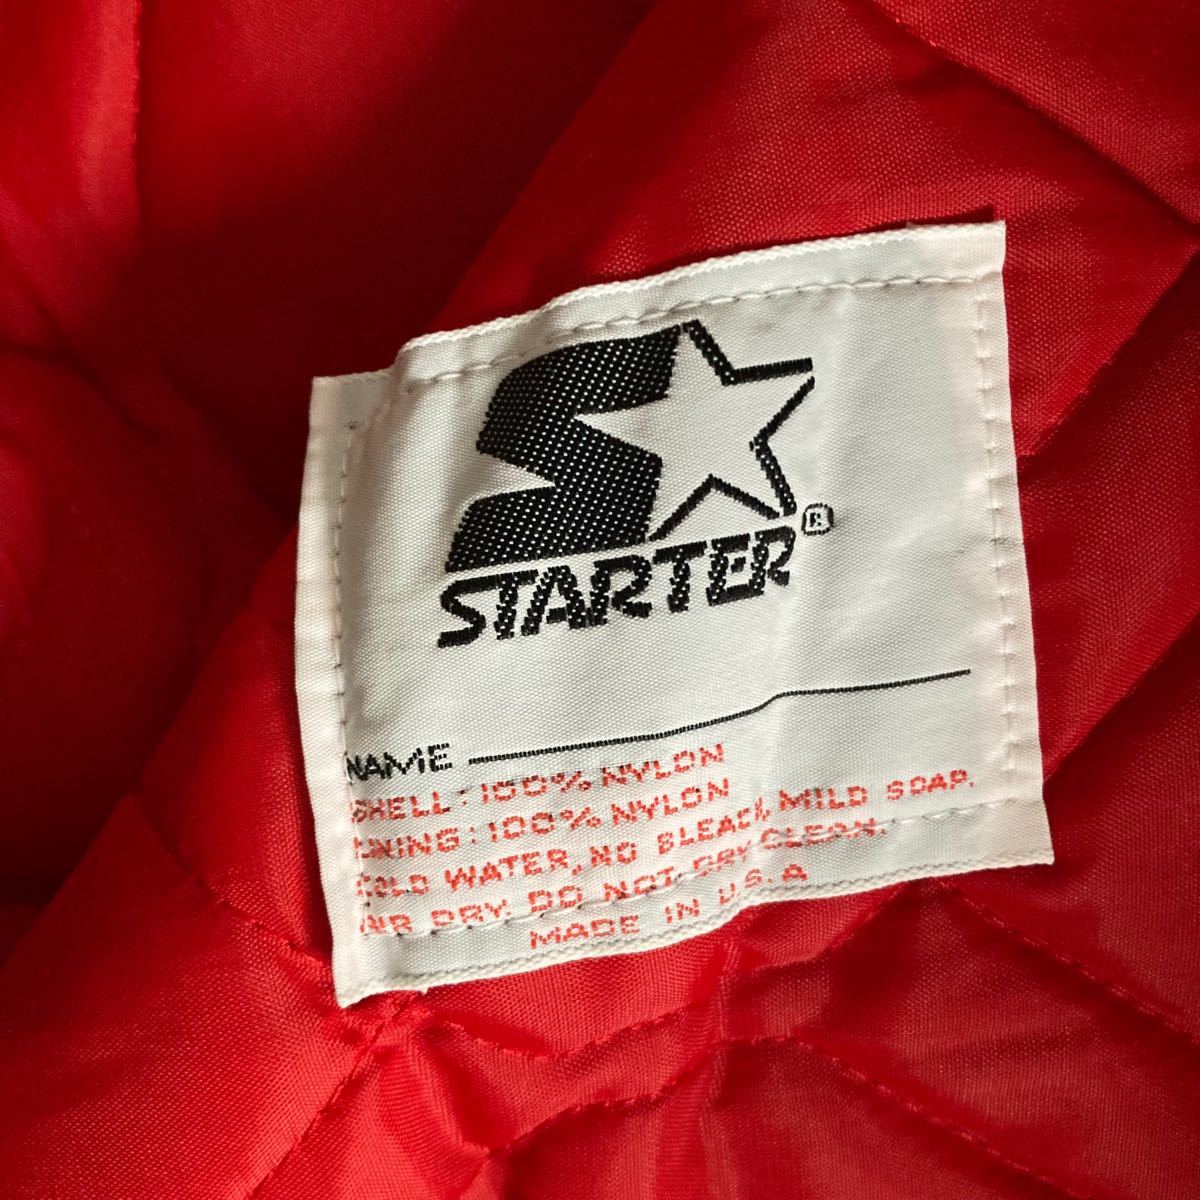 STARTER®
NAME
SHELL: 100% NYLON
LINING: 100% NYLON
COLD WATER, NO BLEACH, MILD SOAP.
AIR DRY. DO NOT DRY CLEAN.
MADE IN U.S.A